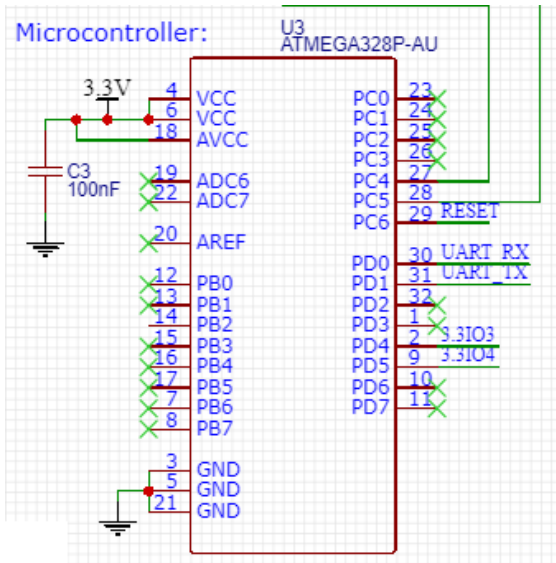 Microcontroller:
U3
ATMEGA328P-AU
3.3V
C3
100nF
4 VCC
6 VCC
18 AVCC
19 ADC6
22 ADC7
20 AREF
12 PB0
13 PB1
14 PB2
15 PB3
16 PB4
17 PB5
7 PB6
8 PB7
3 GND
5 GND
21 GND
PC0 23
PC1 24
PC2 25
PC3 26
PC4 27
PC5 28
PC6 29 RESET
PD0 30 UART_RX
PD1 31 UART_TX
PD2 32
PD3 1
PD4 2 3.3IO3
PD5 9 3.3IO4
PD6 10
PD7 11